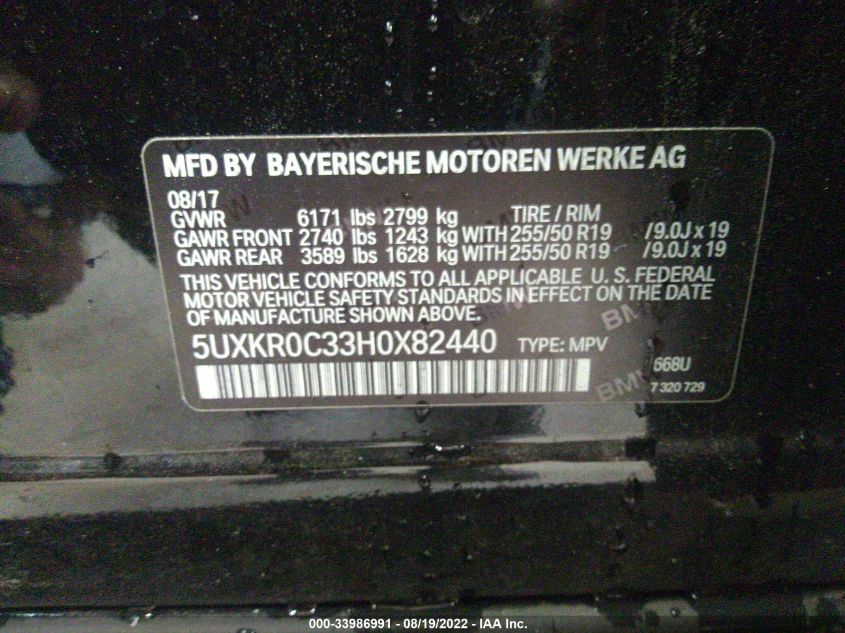 MFD BY BAYERISCHE MOTOREN WERKE AG
08/17
GVWR 6171 lbs 2799 kg TIRE / RIM
GAWR FRONT 2740 lbs 1243 kg WITH 255/50 R19 /9.0J x 19
GAWR REAR 3589 lbs 1628 kg WITH 255/50 R19 /9.0J x 19
THIS VEHICLE CONFORMS TO ALL APPLICABLE U. S. FEDERAL
MOTOR VEHICLE SAFETY STANDARDS IN EFFECT ON THE DATE
OF MANUFACTURE SHOWN ABOVE.
5UXKR0C33H0X82440 TYPE: MPV
668U
7 320 729
BMW
000-33986991 - 08/19/2022 - IAA Inc.